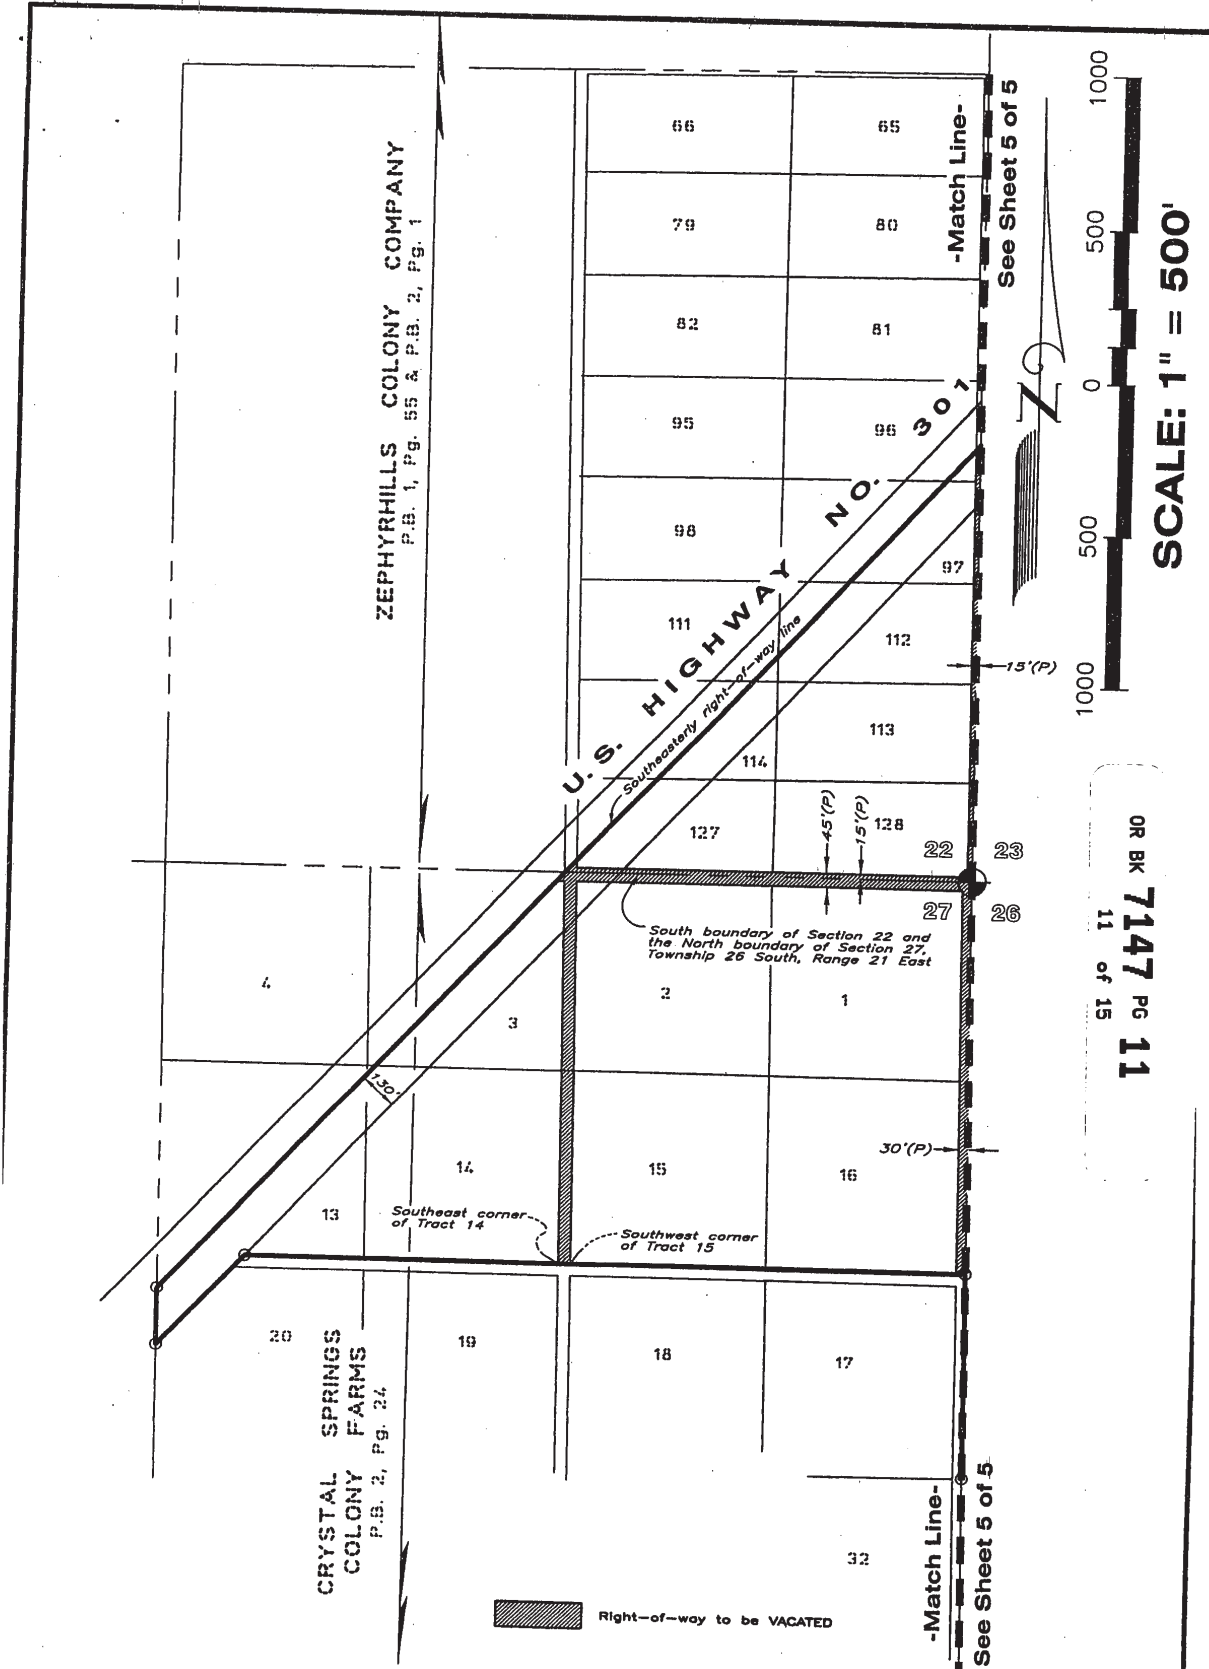 66
65
79
80
82
81
95
96
98
97
111
112
113
114
127
128
-Match Line-
See Sheet 5 of 5
1000
500
0
500
1000
SCALE: 1" = 500'
N
ZEPHYRHILLS COLONY COMPANY
P.B. 1, Pg. 55 & P.B. 2, Pg. 1
U.S. HIGHWAY NO. 301
Southeasterly right-of-way line
15'(P)
45'(P)
15'(P)
22
23
27
26
OR BK 7147 PG 11
11 of 15
South boundary of Section 22 and
the North boundary of Section 27,
Township 26 South, Range 21 East
4
3
2
1
130'
30'(P)
13
14
15
16
Southeast corner
of Tract 14
Southwest corner
of Tract 15
20
19
18
17
32
CRYSTAL SPRINGS
COLONY FARMS
P.B. 2, Pg. 24
-Match Line-
See Sheet 5 of 5
Right-of-way to be VACATED